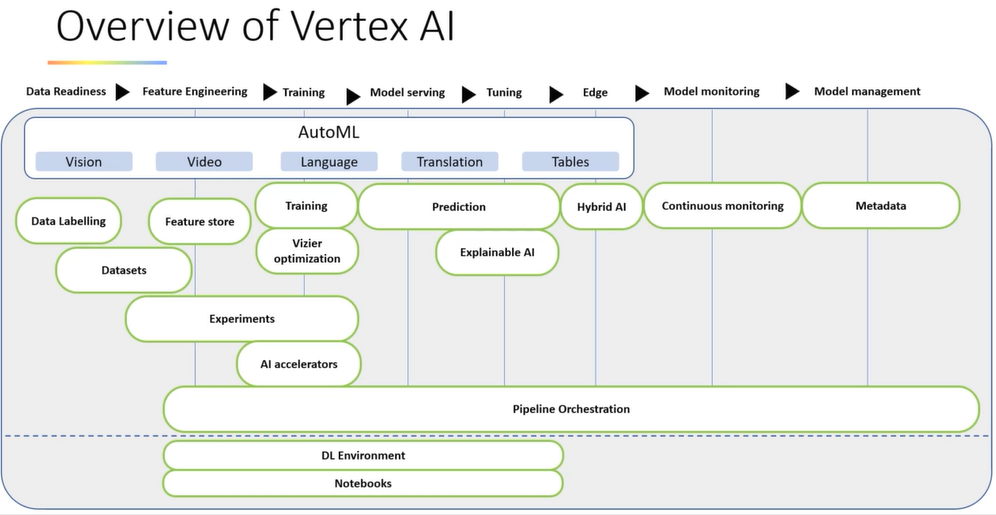 Overview of Vertex AI
Data Readiness
Feature Engineering
Training
Model serving
Tuning
Edge
Model monitoring
Model management
AutoML
Vision
Video
Language
Translation
Tables
Data Labelling
Feature store
Training
Prediction
Hybrid AI
Continuous monitoring
Metadata
Vizier
optimization
Explainable AI
Datasets
Experiments
AI accelerators
Pipeline Orchestration
DL Environment
Notebooks